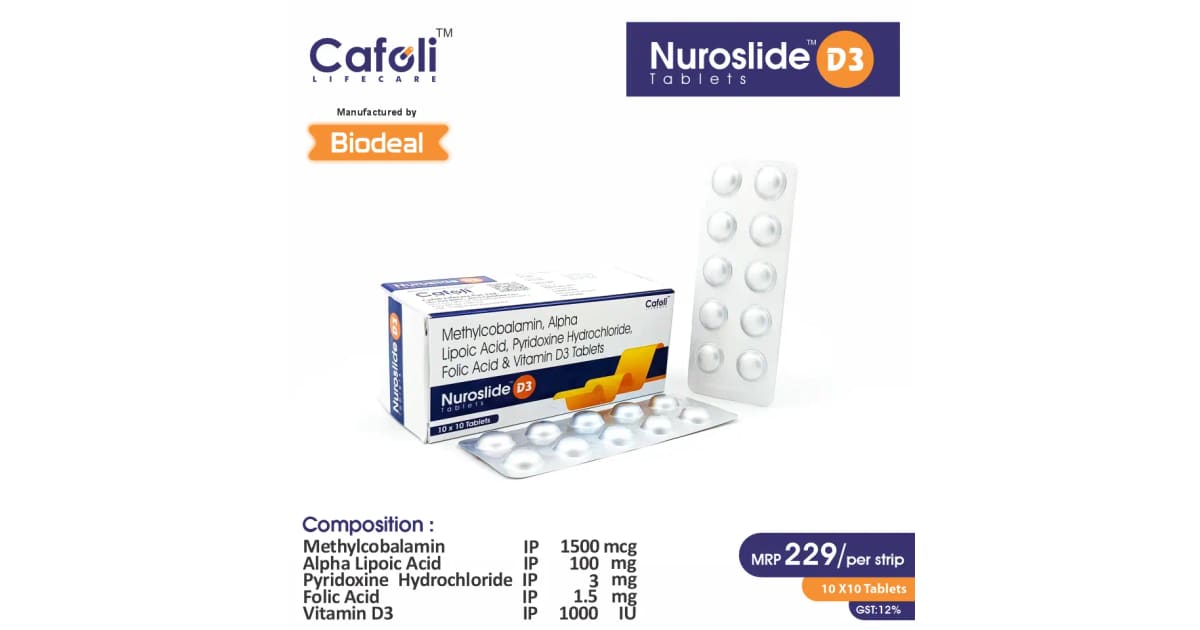 Cafoli™
LIFECARE
Manufactured by
Biodeal
Nuroslide™ D3
Tablets
Nuroslide D3
Cafoli
Nuroslide D3
Cafoli
Methylcobalamin, Alpha
Lipoic Acid, Pyridoxine Hydrochloride,
Folic Acid & Vitamin D3 Tablets
Nuroslide D3
Tablets
10 x 10 Tablets
Composition :
Methylcobalamin IP 1500 mcg
Alpha Lipoic Acid IP 100 mg
Pyridoxine Hydrochloride IP 3 mg
Folic Acid IP 1.5 mg
Vitamin D3 IP 1000 IU
MRP 229/per strip
10 X10 Tablets
GST:12%